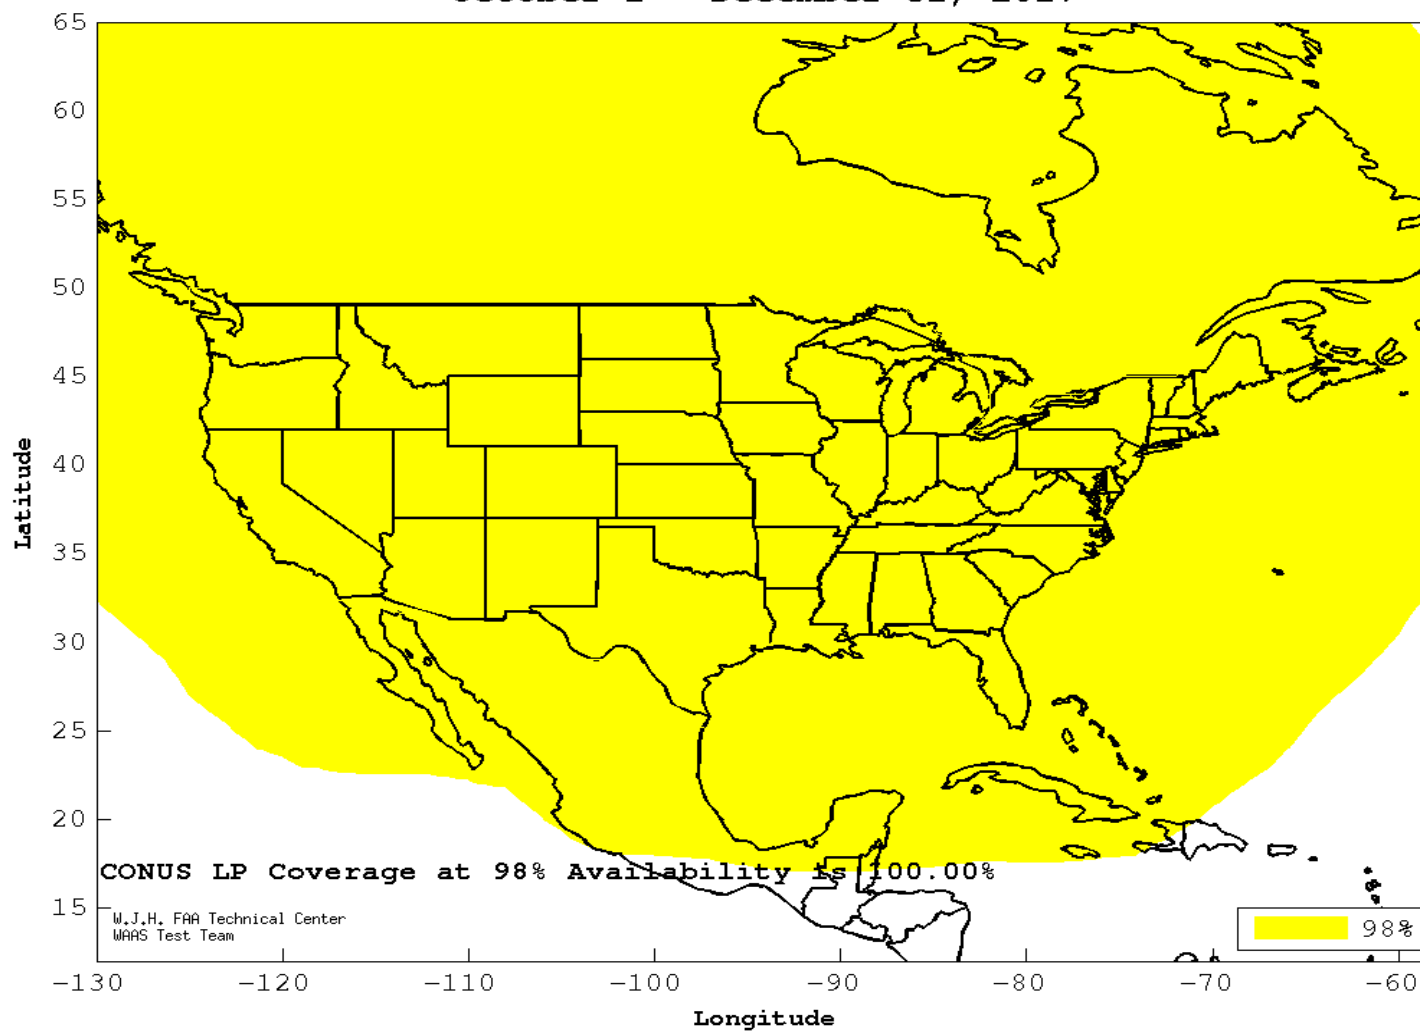 65
60
55
50
45
40
35
30
25
20
15
Latitude
CONUS LP Coverage at 98% Availability is 100.00%
W.J.H. FAA Technical Center
WAAS Test Team
98%
-130 -120 -110 -100 -90 -80 -70 -60
Longitude